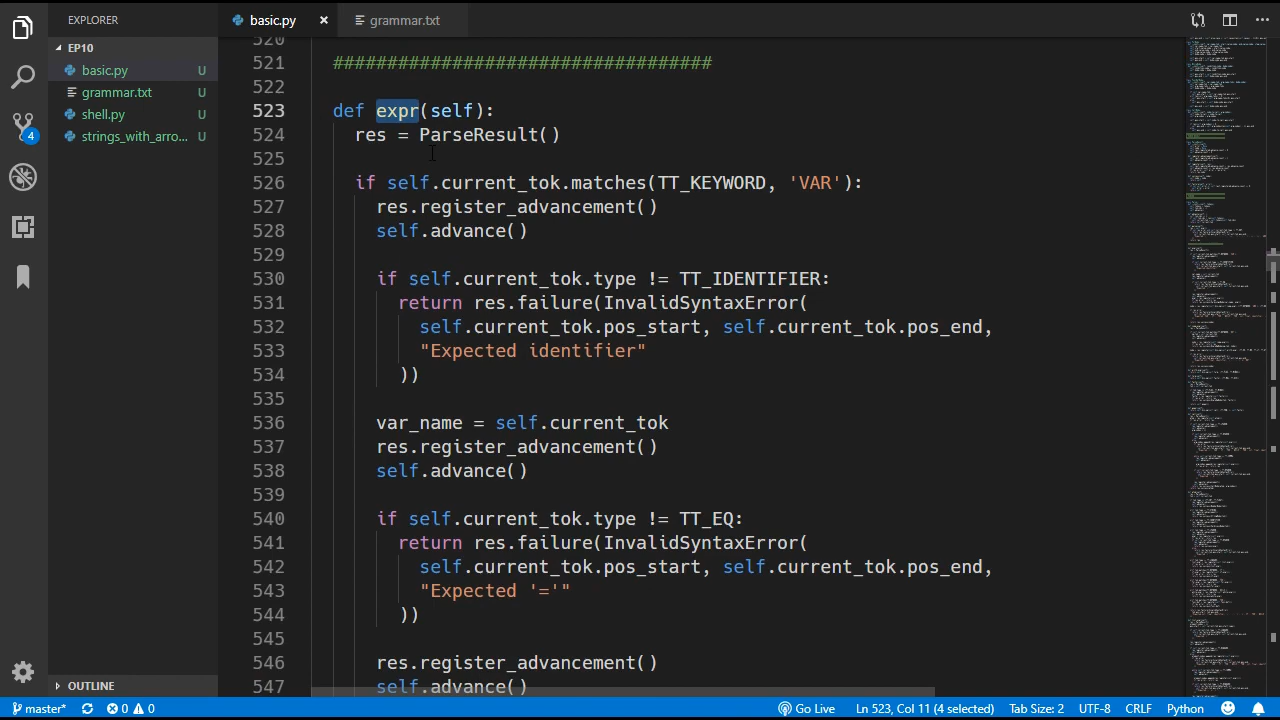 EXPLORER
EP10
basic.py U
grammar.txt U
shell.py U
strings_with_arro... U
OUTLINE
4
basic.py ×
grammar.txt
520
521 ###################################
522
523 def expr(self):
524 res = ParseResult()
525
526 if self.current_tok.matches(TT_KEYWORD, 'VAR'):
527 res.register_advancement()
528 self.advance()
529
530 if self.current_tok.type != TT_IDENTIFIER:
531 return res.failure(InvalidSyntaxError(
532 self.current_tok.pos_start, self.current_tok.pos_end,
533 "Expected identifier"
534 ))
535
536 var_name = self.current_tok
537 res.register_advancement()
538 self.advance()
539
540 if self.current_tok.type != TT_EQ:
541 return res.failure(InvalidSyntaxError(
542 self.current_tok.pos_start, self.current_tok.pos_end,
543 "Expected '='"
544 ))
545
546 res.register_advancement()
547 self.advance()
master* 0 0 Go Live Ln 523, Col 11 (4 selected) Tab Size: 2 UTF-8 CRLF Python